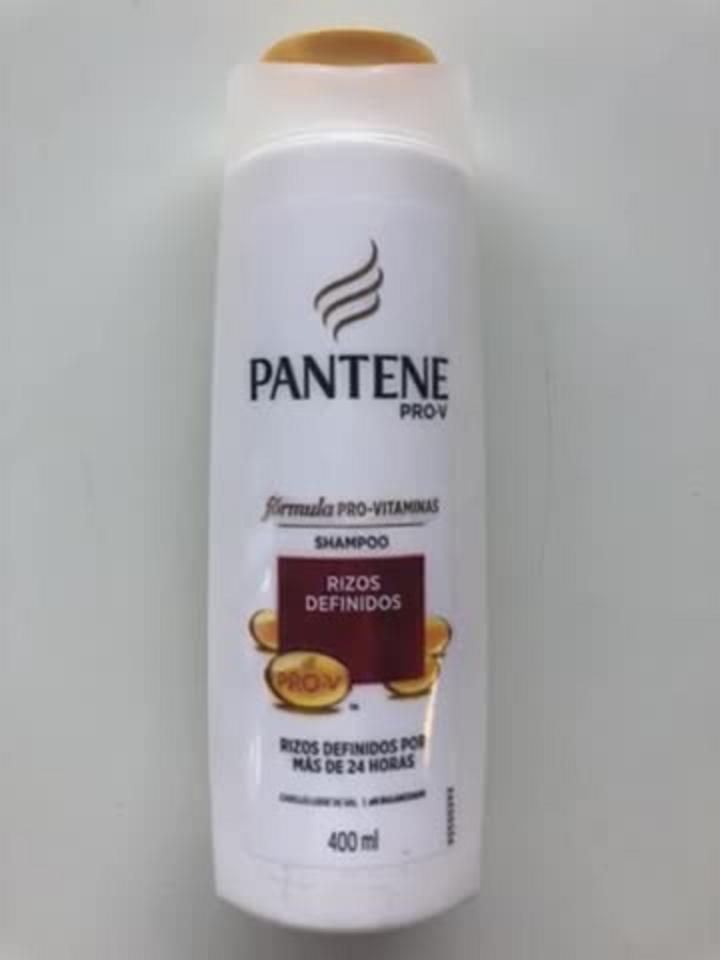 PANTENE
PRO-V
fórmula PRO-VITAMINAS
SHAMPOO
RIZOS
DEFINIDOS
PRO-V
RIZOS DEFINIDOS POR
MÁS DE 24 HORAS
400 ml